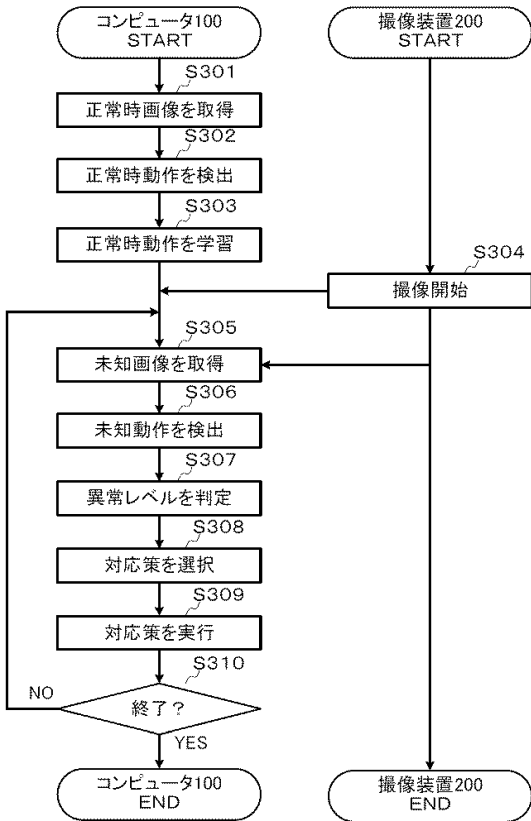 コンピュータ100
START
撮像装置200
START
S301
正常時画像を取得
S302
正常時動作を検出
S303
正常時動作を学習
S304
撮像開始
S305
未知画像を取得
S306
未知動作を検出
S307
異常レベルを判定
S308
対応策を選択
S309
対応策を実行
S310
NO
終了？
YES
コンピュータ100
END
撮像装置200
END